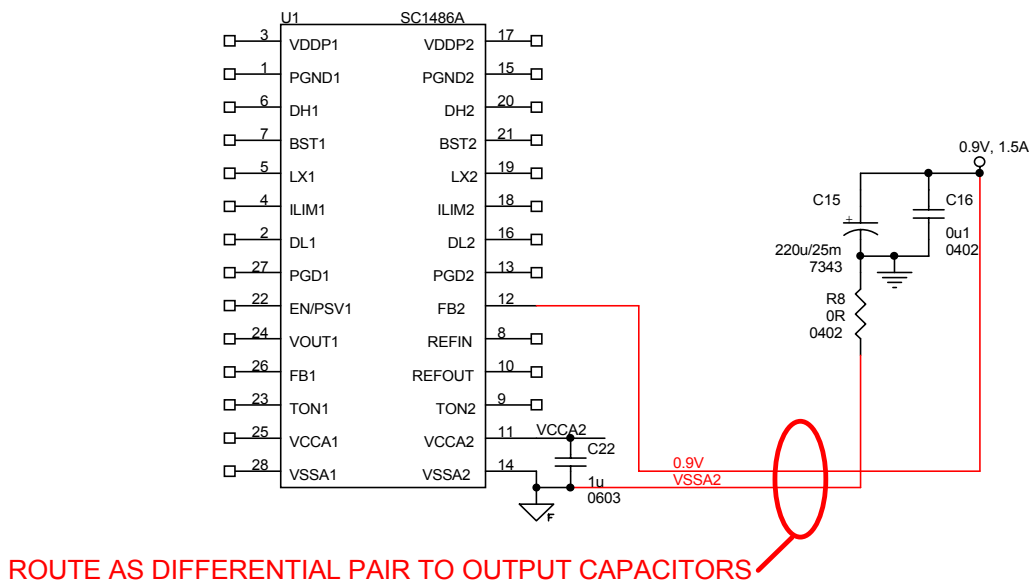 U1 SC1486A
3 VDDP1 VDDP2 17
1 PGND1 PGND2 15
6 DH1 DH2 20
7 BST1 BST2 21
5 LX1 LX2 19
4 ILIM1 ILIM2 18
2 DL1 DL2 16
27 PGD1 PGD2 13
22 EN/PSV1 FB2 12
24 VOUT1 REFIN 8
26 FB1 REFOUT 10
23 TON1 TON2 9
25 VCCA1 VCCA2 11
28 VSSA1 VSSA2 14
VCCA2
C22
1u
0603
F
0.9V, 1.5A
C15
+
220u/25m
7343
C16
0u1
0402
R8
0R
0402
0.9V
VSSA2
ROUTE AS DIFFERENTIAL PAIR TO OUTPUT CAPACITORS